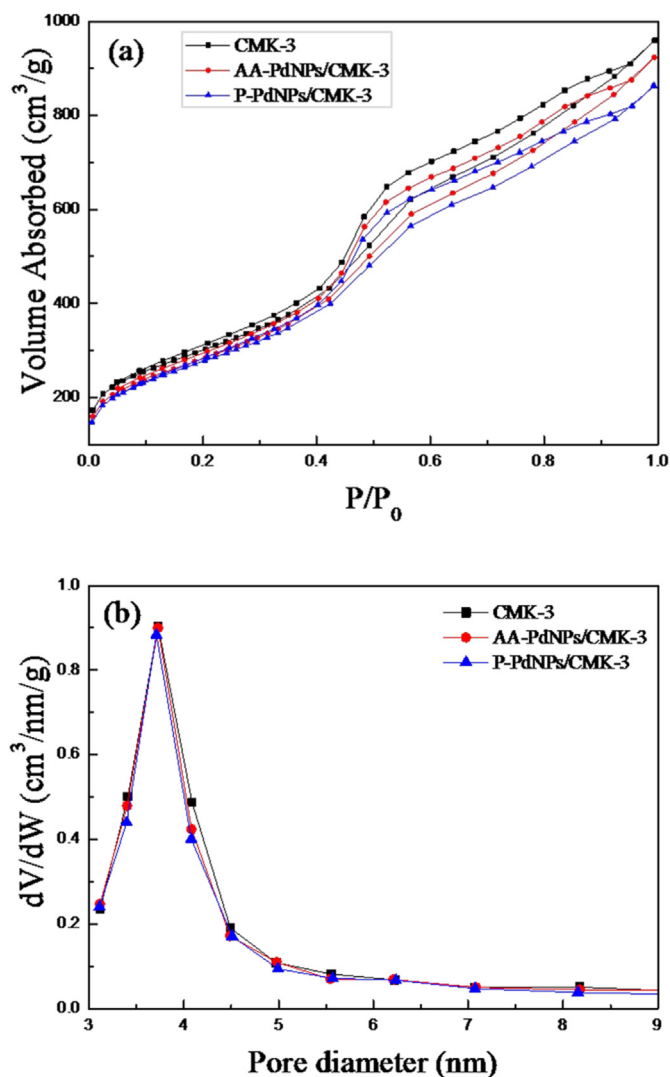 (a)
CMK-3
AA-PdNPs/CMK-3
P-PdNPs/CMK-3
Volume Absorbed (cm³/g)
1000
800
600
400
200
0.0 0.2 0.4 0.6 0.8 1.0
P/P₀
(b)
CMK-3
AA-PdNPs/CMK-3
P-PdNPs/CMK-3
dV/dW (cm³/nm/g)
1.0
0.8
0.6
0.4
0.2
0.0
3 4 5 6 7 8 9
Pore diameter (nm)